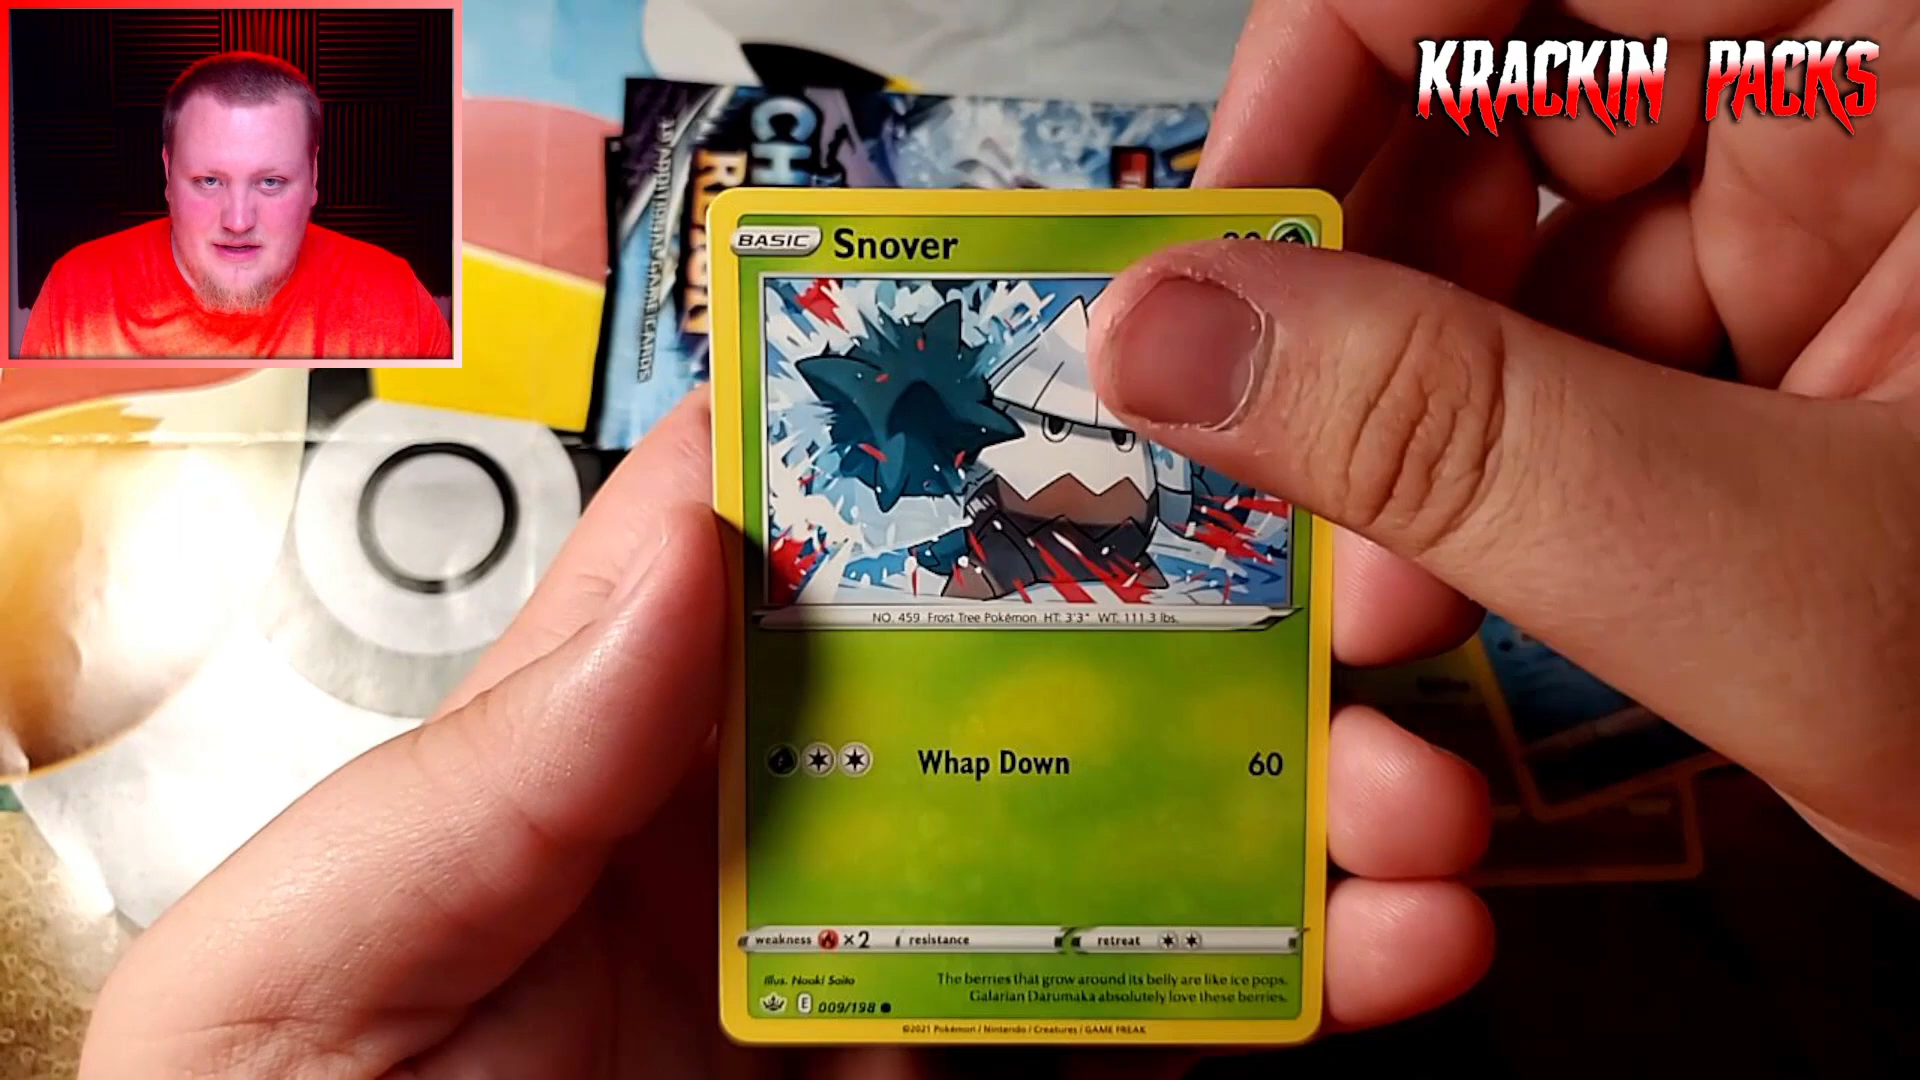 KRACKIN PACKS
CH
REIGN
BASIC Snover
NO. 459 Frost Tree Pokémon HT: 3'3" WT: 111.3 lbs.
Whap Down 60
weakness ×2 resistance retreat
Illus. Naoki Saito
The berries that grow around its belly are like ice pops.
Galarian Darumaka absolutely love these berries.
E 009/198
©2021 Pokémon / Nintendo / Creatures / GAME FREAK